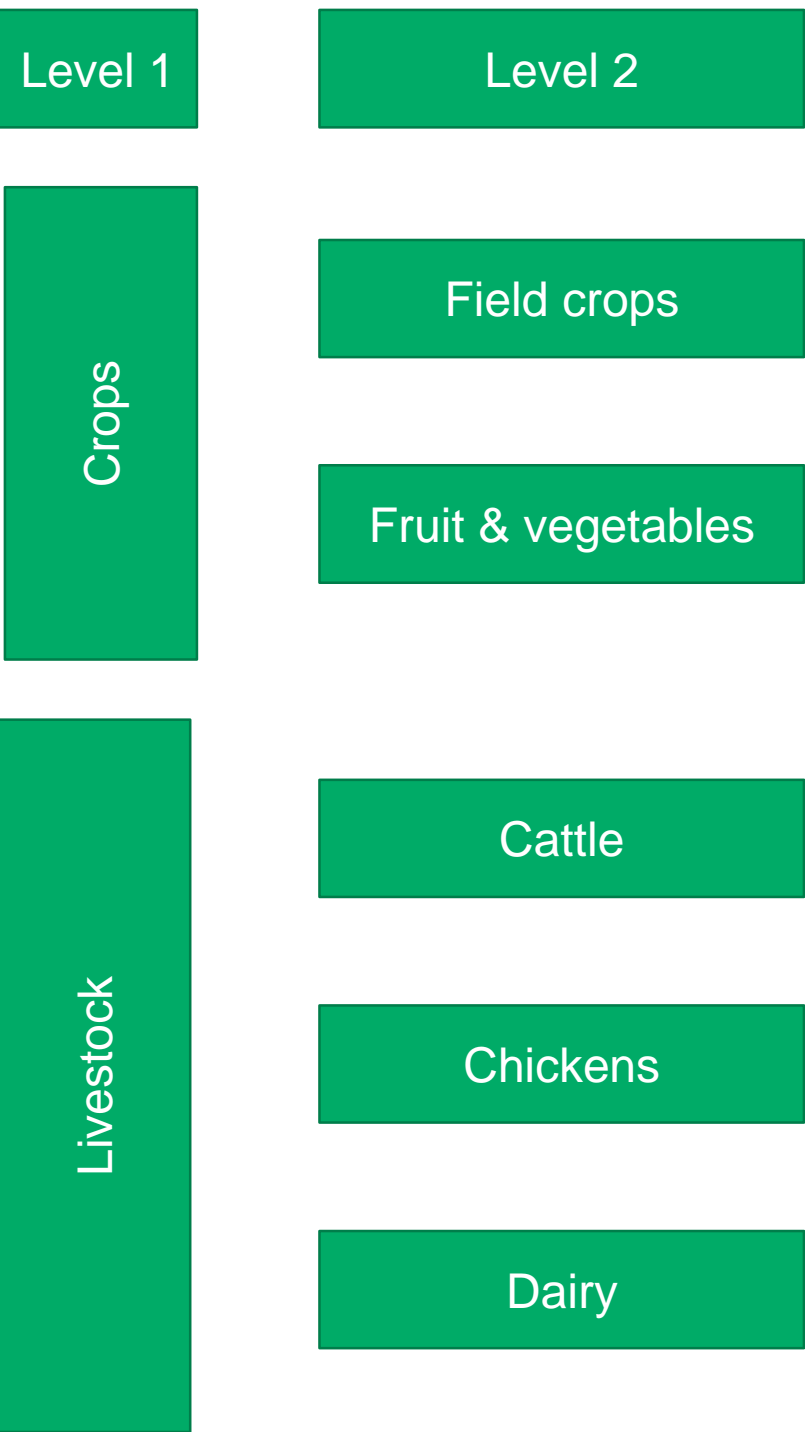 Level 1
Level 2
Crops
Field crops
Fruit & vegetables
Livestock
Cattle
Chickens
Dairy